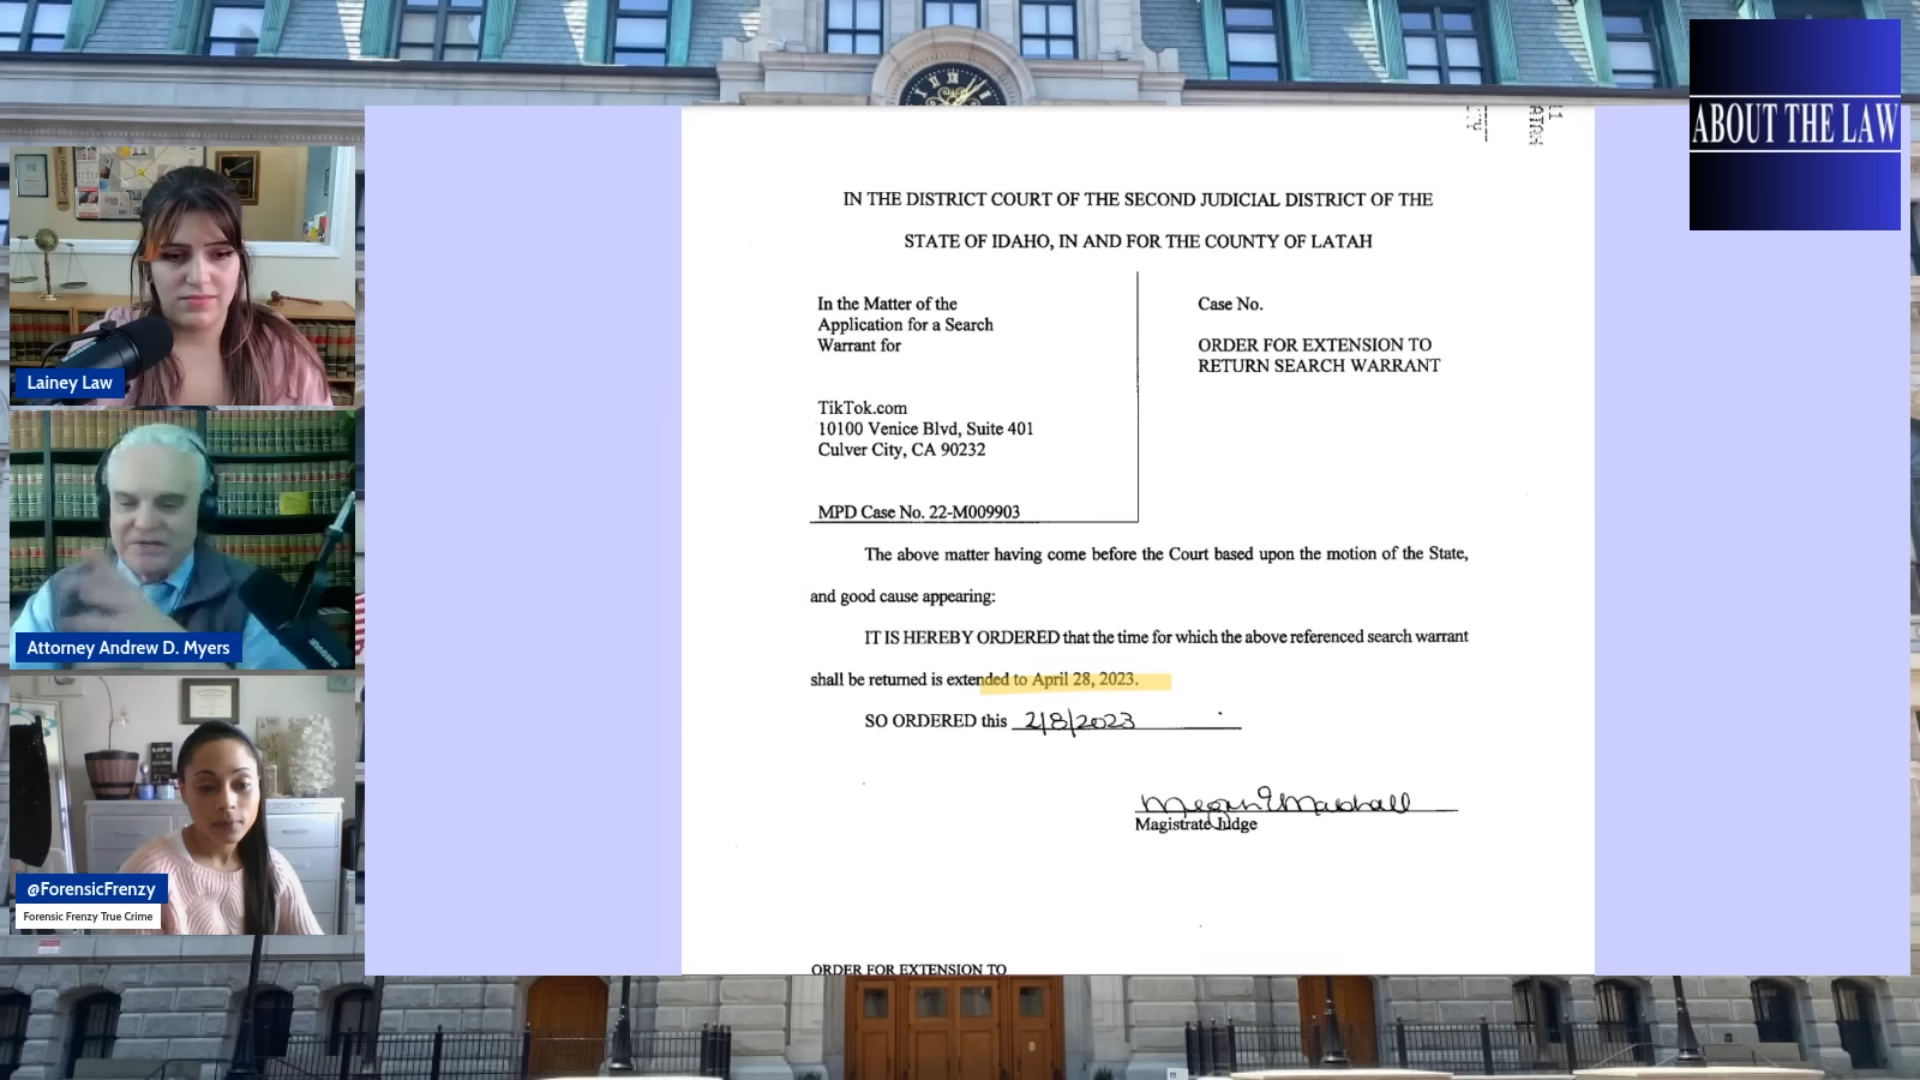 ABOUT THE LAW
IN THE DISTRICT COURT OF THE SECOND JUDICIAL DISTRICT OF THE
STATE OF IDAHO, IN AND FOR THE COUNTY OF LATAH
In the Matter of the
Application for a Search
Warrant for
TikTok.com
10100 Venice Blvd, Suite 401
Culver City, CA 90232
MPD Case No. 22-M009903
Case No.
ORDER FOR EXTENSION TO
RETURN SEARCH WARRANT
The above matter having come before the Court based upon the motion of the State,
and good cause appearing:
IT IS HEREBY ORDERED that the time for which the above referenced search warrant
shall be returned is extended to April 28, 2023.
SO ORDERED this 2/8/2023
Megan E Marshall
Magistrate Judge
ORDER FOR EXTENSION TO
Lainey Law
Attorney Andrew D. Myers
@ForensicFrenzy
Forensic Frenzy True Crime